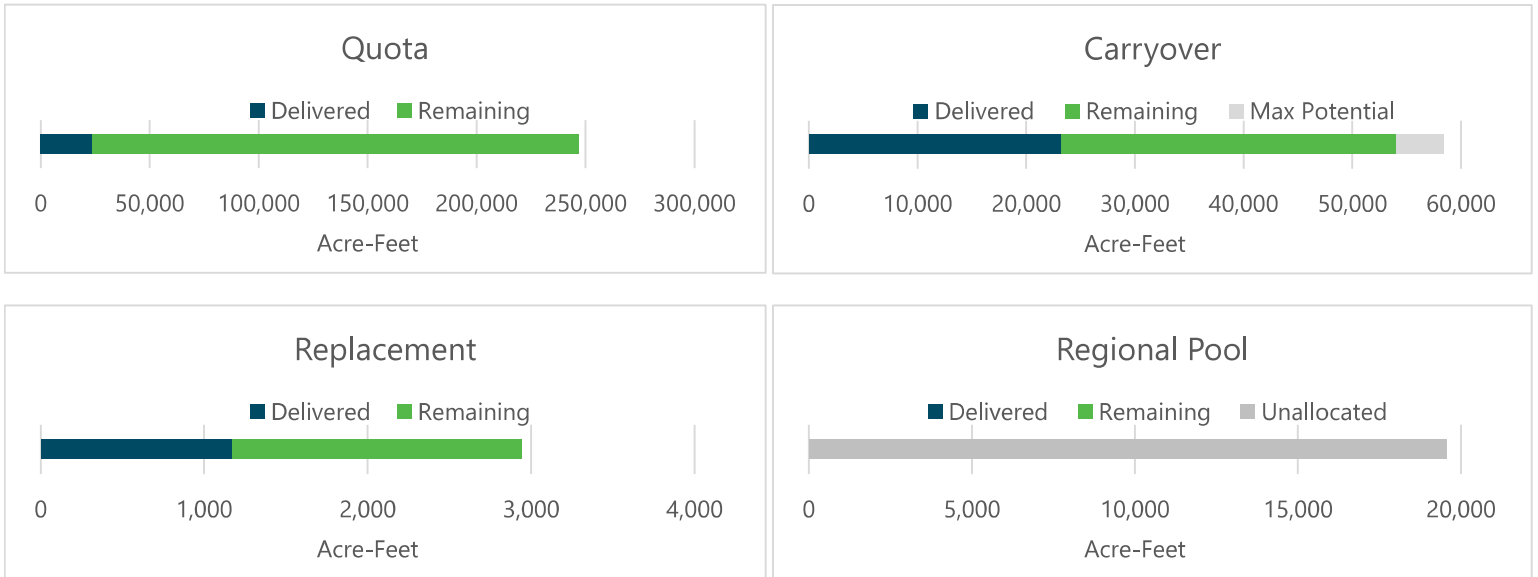 Quota
Delivered Remaining
0 50,000 100,000 150,000 200,000 250,000 300,000
Acre-Feet
Carryover
Delivered Remaining Max Potential
0 10,000 20,000 30,000 40,000 50,000 60,000
Acre-Feet
Replacement
Delivered Remaining
0 1,000 2,000 3,000 4,000
Acre-Feet
Regional Pool
Delivered Remaining Unallocated
0 5,000 10,000 15,000 20,000
Acre-Feet